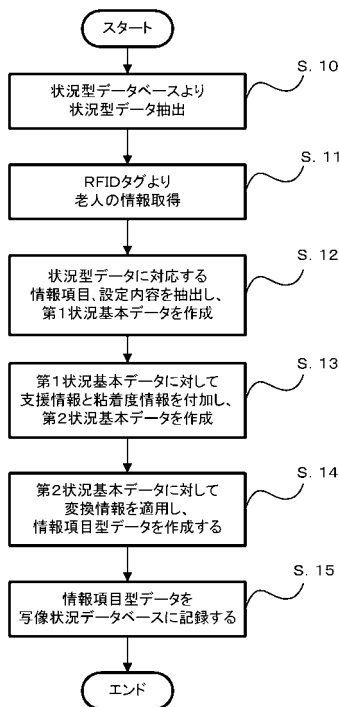 スタート
S. 10
状況型データベースより
状況型データ抽出
S. 11
RFIDタグより
老人の情報取得
S. 12
状況型データに対応する
情報項目、設定内容を抽出し、
第1状況基本データを作成
S. 13
第1状況基本データに対して
支援情報と粘着度情報を付加し、
第2状況基本データを作成
S. 14
第2状況基本データに対して
変換情報を適用し、
情報項目型データを作成する
S. 15
情報項目型データを
写像状況データベースに記録する
エンド